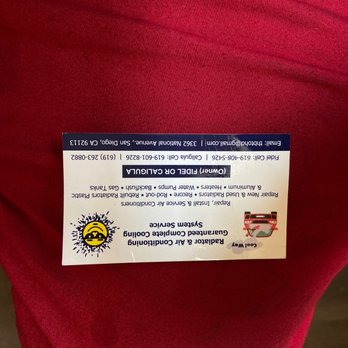 Cool Way
Radiator & Air Conditioning
Guaranteed Complete Cooling
System Service
Repair, Install & Service Air Conditioners
Repair New & Used Radiators • Recore • Rod-out • Rebuilt Radiators Plastic
& Aluminum • Heaters • Water Pumps • Backflush • Gas Tanks
(Owner) FIDEL OR CALIGULA
Fidel Cell: 619-408-5426 | Caligula Cell: 619-601-8226 | (619) 263-0882
3362 National Avenue, San Diego, CA 92113